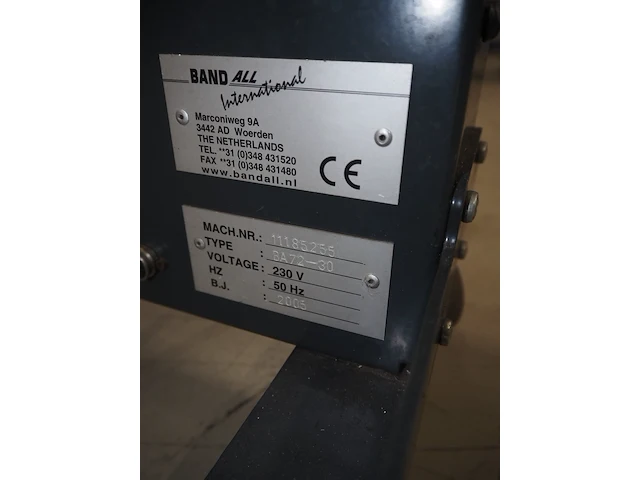 BAND ALL
International
Marconiweg 9A
3442 AD Woerden
THE NETHERLANDS
TEL. **31 (0)348 431520
FAX **31 (0)348 431480
www.bandall.nl
CE
MACH.NR.: 11185255
TYPE : BA72-30
VOLTAGE: 230 V
HZ : 50 Hz
B.J. : 2005